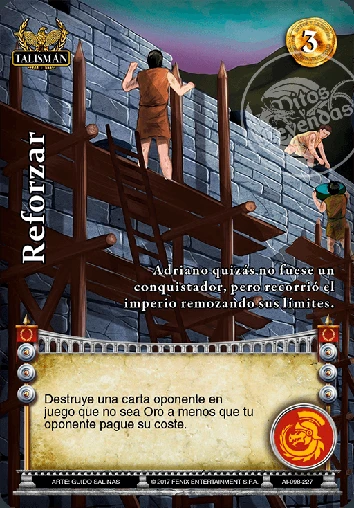 TALISMÁN
3
Mitos y Leyendas
Reforzar
Adriano quizás no fuese un
conquistador, pero recorrió el
imperio remozando sus límites.
Destruye una carta oponente en
juego que no sea Oro a menos que tu
oponente pague su coste.
ARTE: GUIDO SALINAS
© 2017 FENIX ENTERTAINMENT S.P.A.